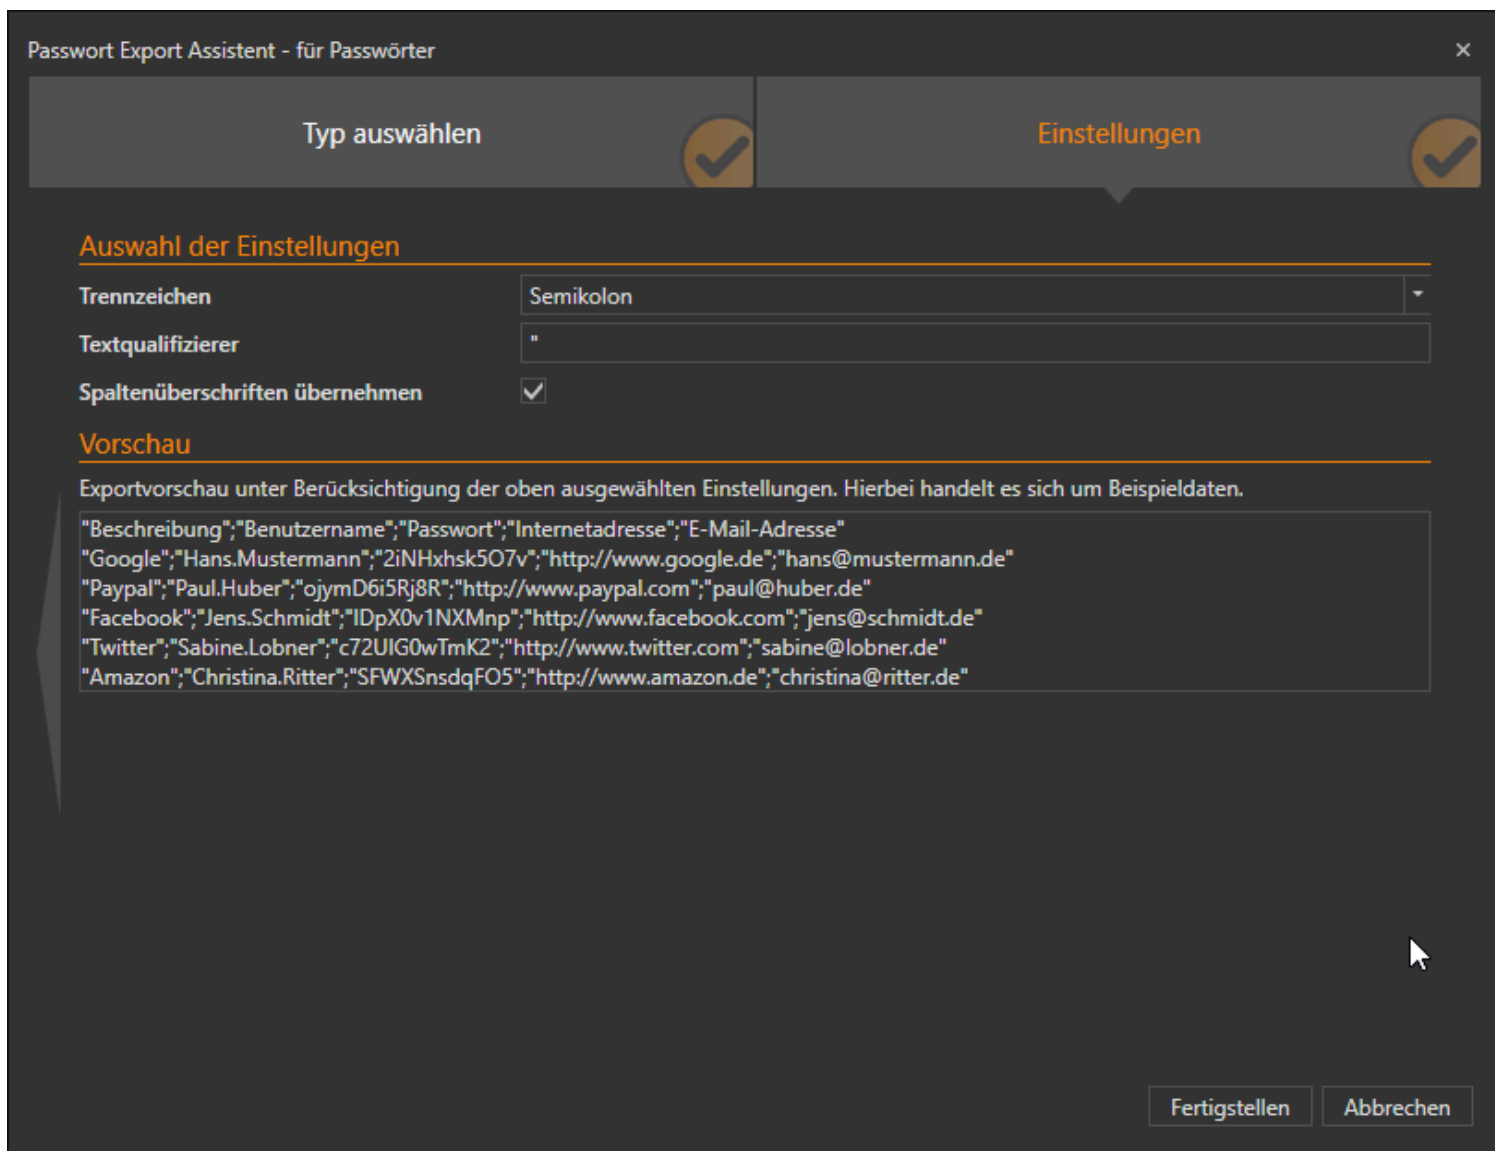 Passwort Export Assistent - für Passwörter
Typ auswählen
Einstellungen
Auswahl der Einstellungen
Trennzeichen
Semikolon
Textqualifizierer
"
Spaltenüberschriften übernehmen
Vorschau
Exportvorschau unter Berücksichtigung der oben ausgewählten Einstellungen. Hierbei handelt es sich um Beispieldaten.
"Beschreibung";"Benutzername";"Passwort";"Internetadresse";"E-Mail-Adresse"
"Google";"Hans.Mustermann";"2iNHxhsk5O7v";"http://www.google.de";"hans@mustermann.de"
"Paypal";"Paul.Huber";"ojymD6i5Rj8R";"http://www.paypal.com";"paul@huber.de"
"Facebook";"Jens.Schmidt";"IDpX0v1NXMnp";"http://www.facebook.com";"jens@schmidt.de"
"Twitter";"Sabine.Lobner";"c72UIG0wTmK2";"http://www.twitter.com";"sabine@lobner.de"
"Amazon";"Christina.Ritter";"SFWXSnsdqFO5";"http://www.amazon.de";"christina@ritter.de"
Fertigstellen
Abbrechen